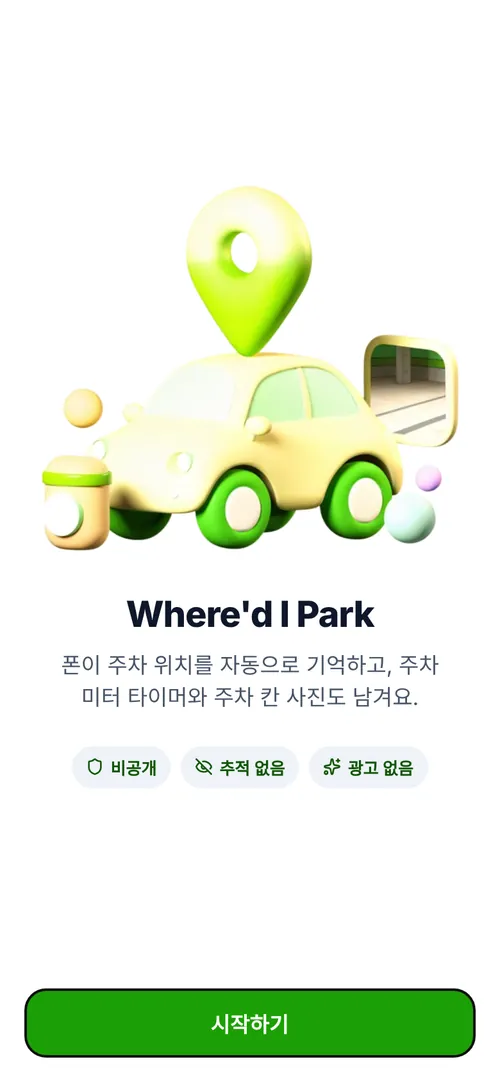 Where'd I Park
폰이 주차 위치를 자동으로 기억하고, 주차
미터 타이머와 주차 칸 사진도 남겨요.
비공개
추적 없음
광고 없음
시작하기